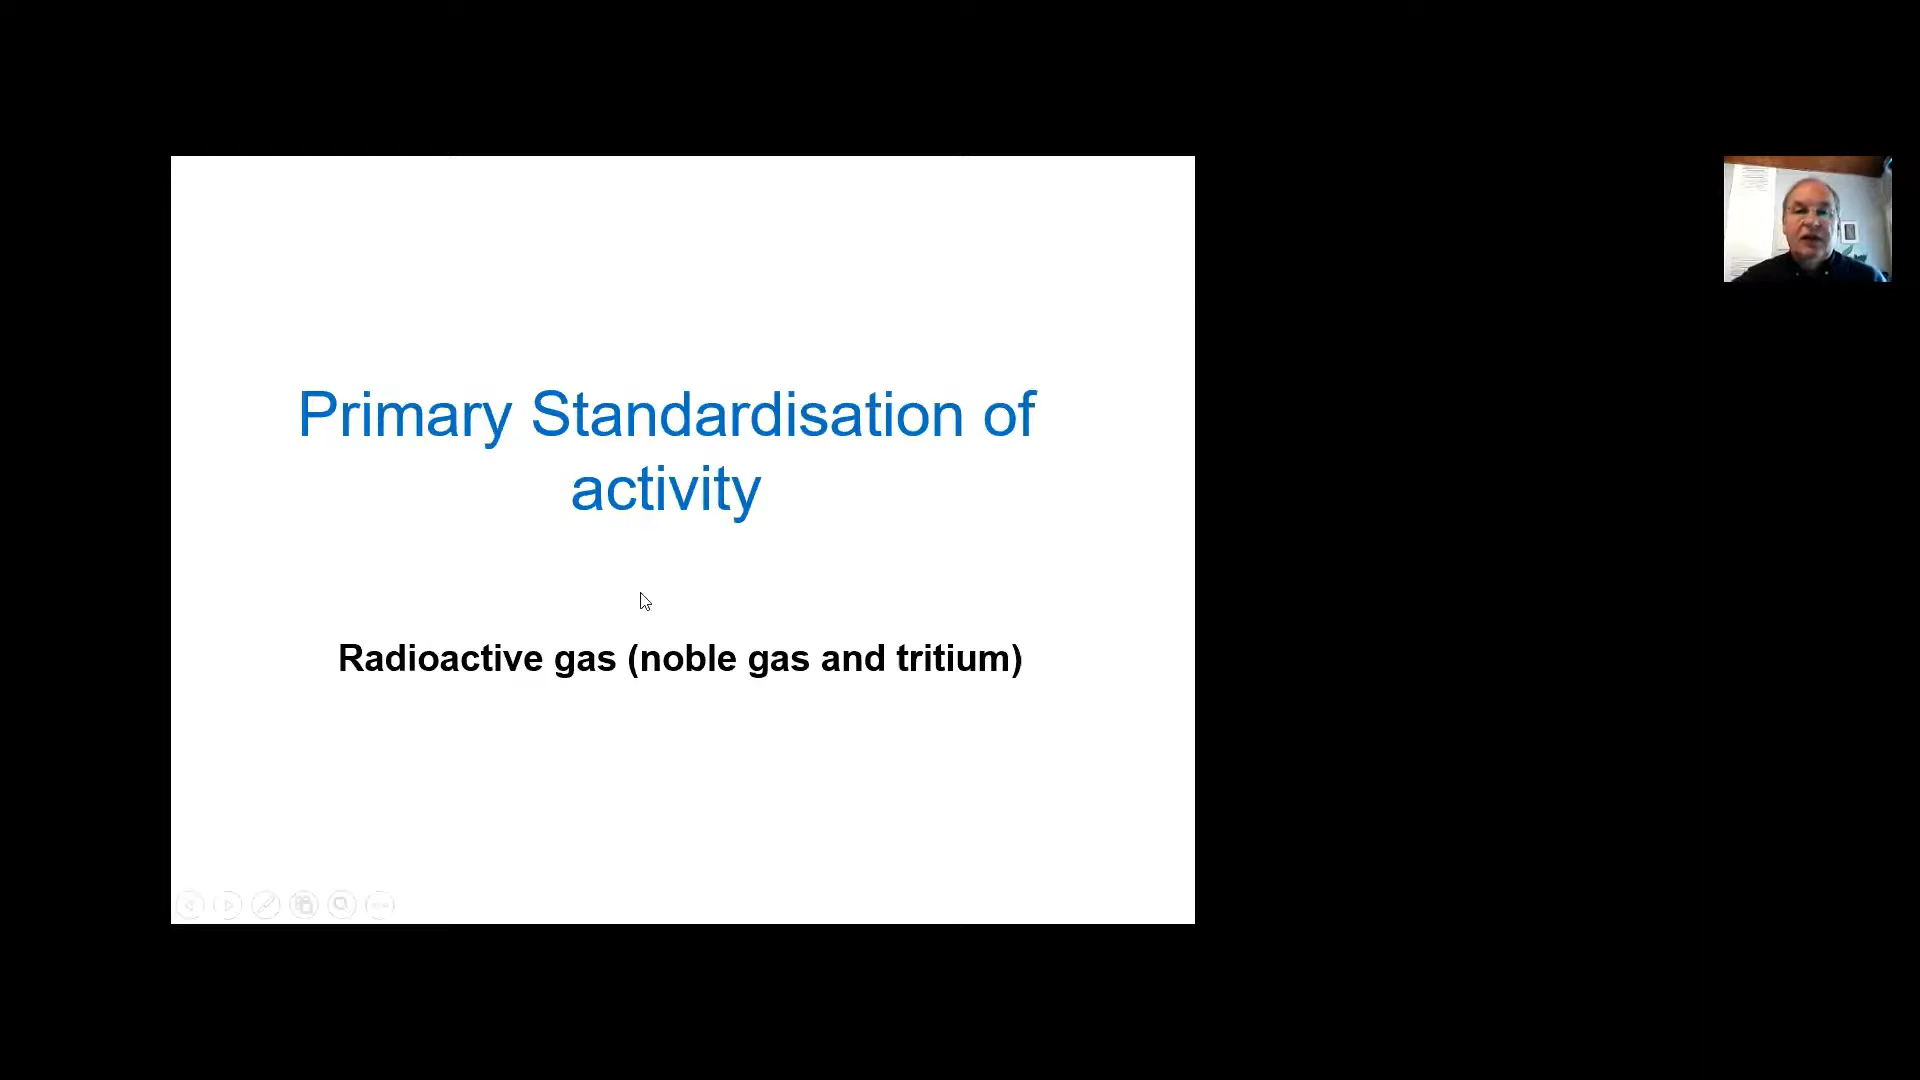 Primary Standardisation of
activity
Radioactive gas (noble gas and tritium)